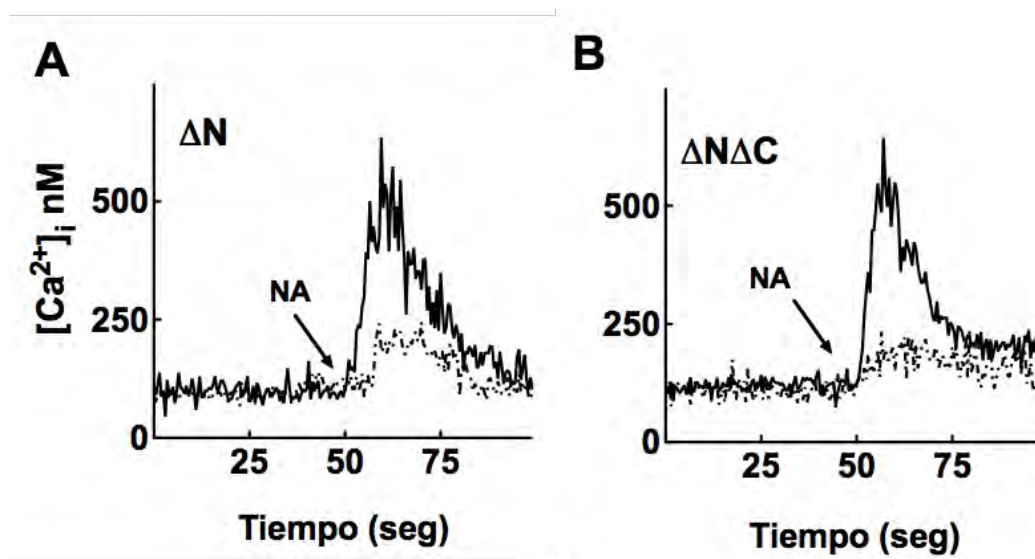 A
ΔN
500
250
0
[Ca²⁺]ᵢ nM
NA
25 50 75
Tiempo (seg)
B
ΔNΔC
500
250
0
NA
25 50 75
Tiempo (seg)